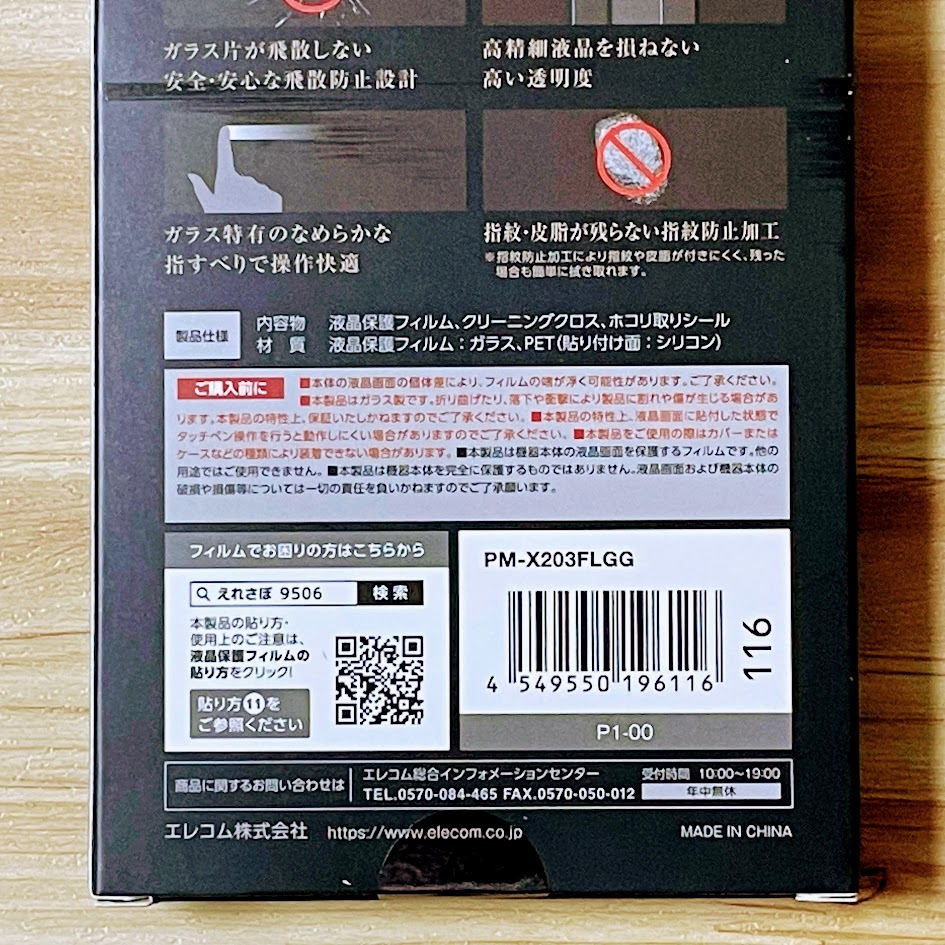 ガラス片が飛散しない
安全・安心な飛散防止設計
高精細液晶を損ねない
高い透明度
ガラス特有のなめらかな
指すべりで操作快適
指紋・皮脂が残らない指紋防止加工
※指紋防止加工により指紋や皮脂が付きにくく、残った
場合も簡単に拭き取れます。
製品仕様
内容物 液晶保護フィルム、クリーニングクロス、ホコリ取りシール
材 質 液晶保護フィルム：ガラス、PET（貼り付け面：シリコン）
ご購入前に
■本体の液晶画面の個体差により、フィルムの端が浮く可能性があります。ご了承ください。
■本製品はガラス製です。折り曲げたり、落下や衝撃により製品に割れや傷が生じる場合があ
ります。本製品の特性上、保証いたしかねますのでご了承ください。■本製品の特性上、液晶画面に貼付した状態で
タッチペン操作を行うと動作しにくい場合がありますのでご了承ください。■本製品をご使用の際はカバーまたは
ケースなどの種類により装着できない場合があります。■本製品は機器本体の液晶画面を保護するフィルムです。他の
用途ではご使用できません。■本製品は機器本体を完全に保護するものではありません。液晶画面および機器本体の
破損や損傷等については一切の責任を負いかねますのでご了承願います。
フィルムでお困りの方はこちらから
えれさぽ 9506 検索
本製品の貼り方・
使用上のご注意は、
液晶保護フィルムの
貼り方をクリック!
貼り方⑪を
ご参照ください
PM-X203FLGG
4 549550 196116
116
P1-00
商品に関するお問い合わせは
エレコム総合インフォメーションセンター
TEL.0570-084-465 FAX.0570-050-012
受付時間 10:00～19:00
年中無休
エレコム株式会社 https://www.elecom.co.jp
MADE IN CHINA